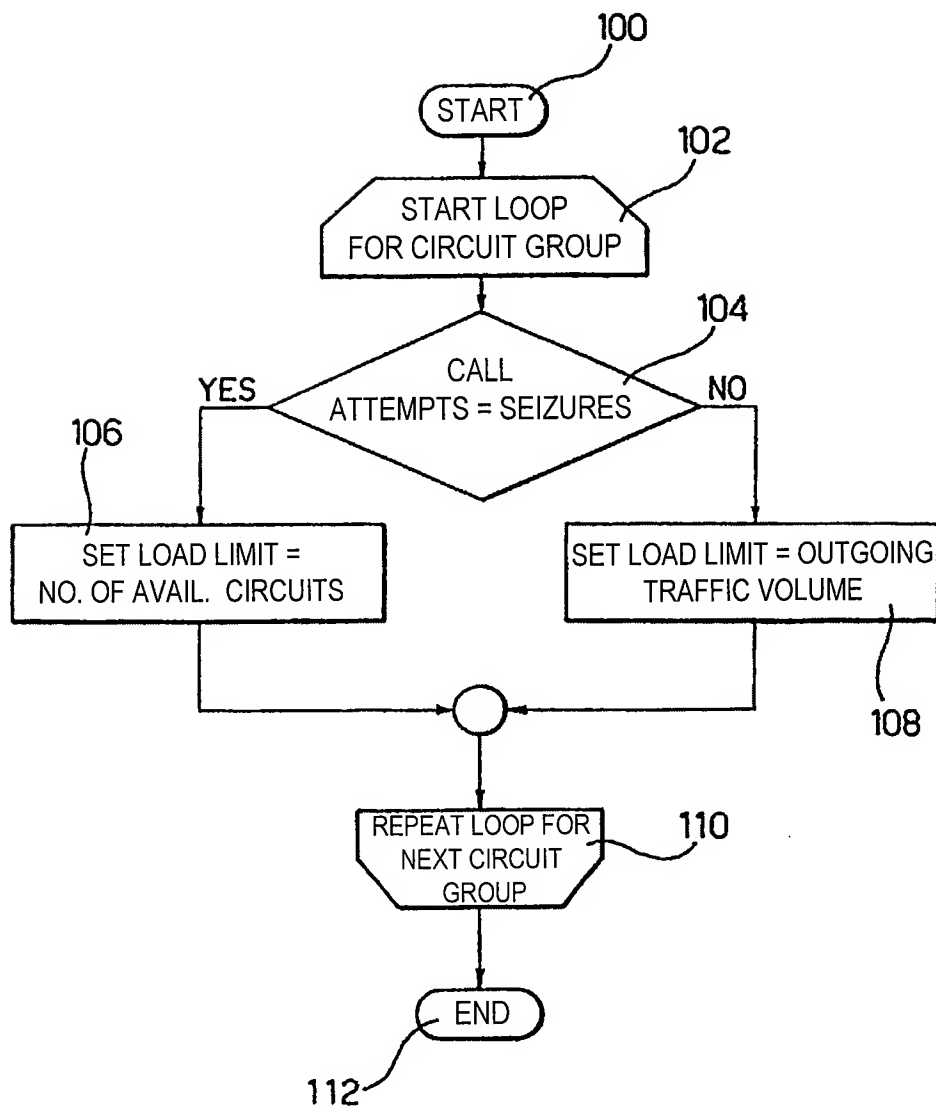 100
START
102
START LOOP
FOR CIRCUIT GROUP
104
CALL
ATTEMPTS = SEIZURES
YES
NO
106
SET LOAD LIMIT =
NO. OF AVAIL. CIRCUITS
SET LOAD LIMIT = OUTGOING
TRAFFIC VOLUME
108
REPEAT LOOP FOR
NEXT CIRCUIT
GROUP
110
END
112